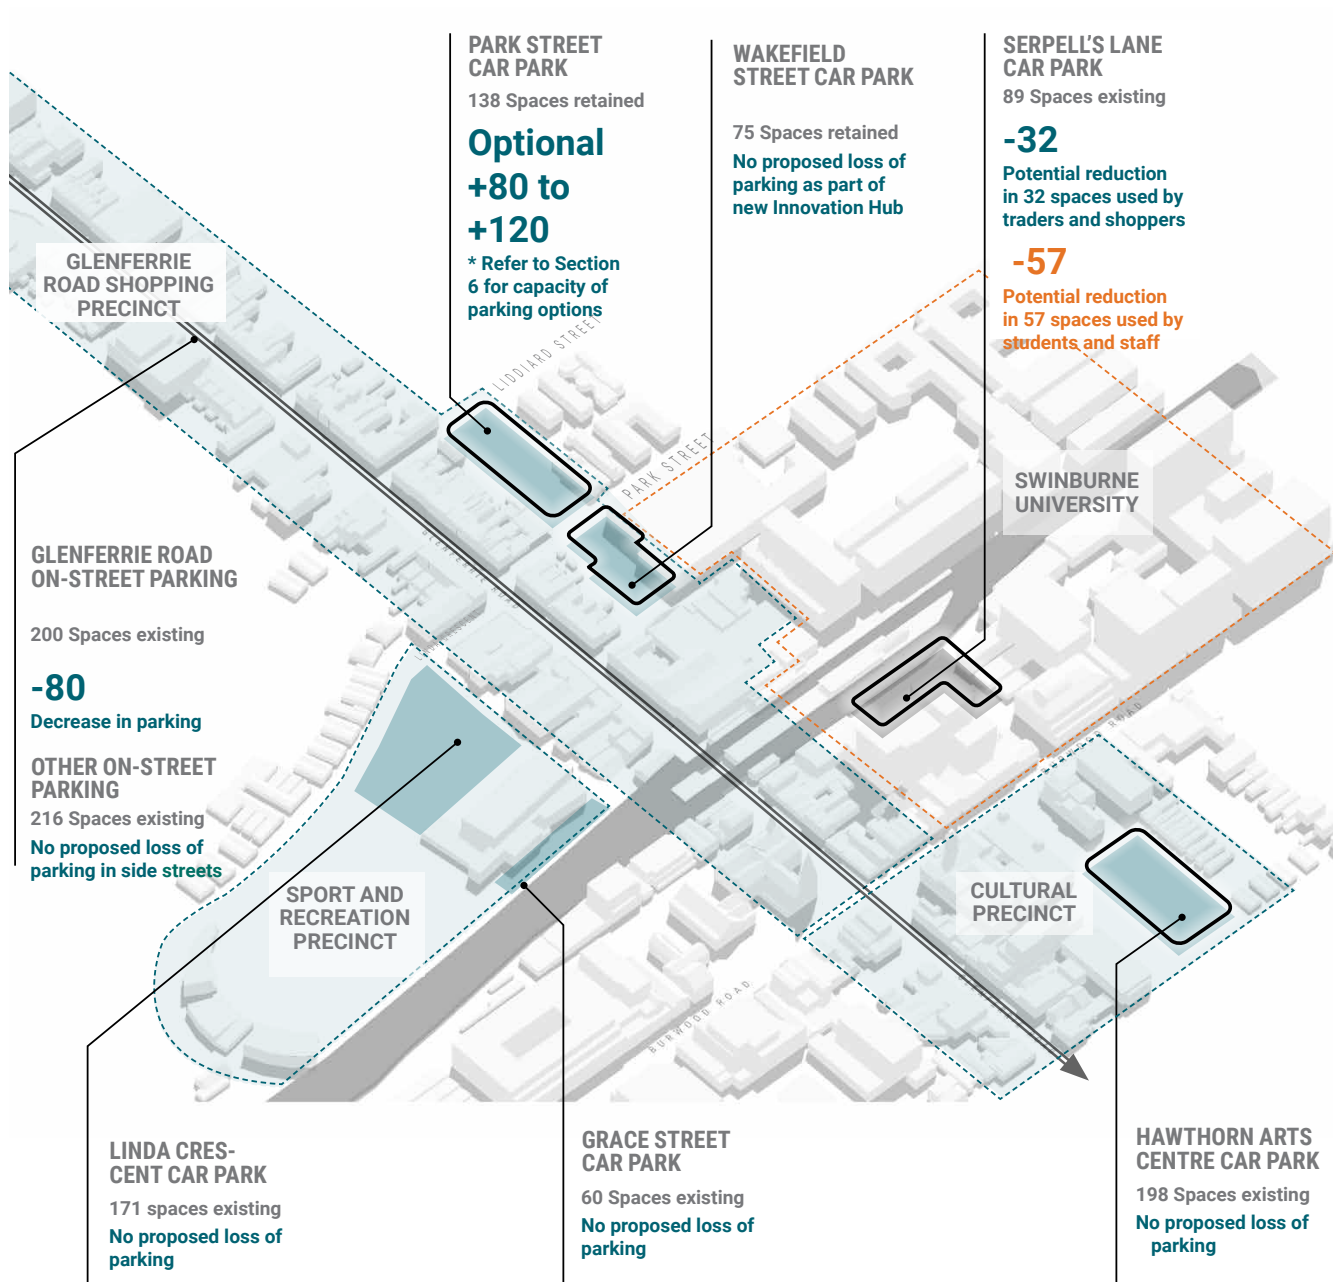 PARK STREET
CAR PARK
138 Spaces retained
Optional
+80 to
+120
* Refer to Section
6 for capacity of
parking options
WAKEFIELD
STREET CAR PARK
75 Spaces retained
No proposed loss of
parking as part of
new Innovation Hub
SERPELL'S LANE
CAR PARK
89 Spaces existing
-32
Potential reduction
in 32 spaces used by
traders and shoppers
-57
Potential reduction
in 57 spaces used by
students and staff
GLENFERRIE
ROAD SHOPPING
PRECINCT
LIDDIARD STREET
PARK STREET
SWINBURNE
UNIVERSITY
GLENFERRIE ROAD
ROAD
GLENFERRIE ROAD
ON-STREET PARKING
200 Spaces existing
-80
Decrease in parking
OTHER ON-STREET
PARKING
216 Spaces existing
No proposed loss of
parking in side streets
SPORT AND
RECREATION
PRECINCT
CULTURAL
PRECINCT
BURWOOD ROAD
LINDA CRES-
CENT CAR PARK
171 spaces existing
No proposed loss of
parking
GRACE STREET
CAR PARK
60 Spaces existing
No proposed loss of
parking
HAWTHORN ARTS
CENTRE CAR PARK
198 Spaces existing
No proposed loss of
parking